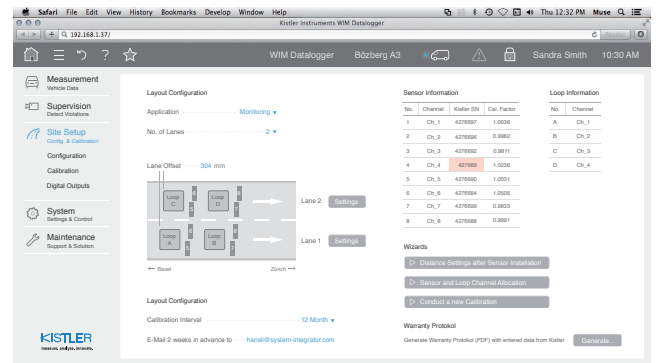 Safari File Edit View History Bookmarks Develop Window Help
Thu 12:32 PM Muse
Kistler Instruments WIM Datalogger
192.168.1.37/
Reader
WIM Datalogger Bözberg A3 Sandra Smith 10:30 AM
Measurement
Vehicle Data
Supervision
Detect Violations
Site Setup
Config. & Calibration
Configuration
Calibration
Digital Outputs
System
Settings & Control
Maintenance
Support & Solution
KISTLER
measure. analyze. innovate.
Layout Configuration
Application Monitoring
No. of Lanes 2
Lane Offset 304 mm
Loop C
Loop D
Lane 2 Settings
Loop A
Loop B
Lane 1 Settings
← Basel Zürich →
Layout Configuration
Calibration Interval 12 Month
E-Mail 2 weeks in advance to hansli@system-integrator.com
Sensor Information
No. Channel Kistler SN Cal. Factor
1 Ch_1 4276697 1.0036
2 Ch_2 4276696 0.9982
3 Ch_3 4276692 0.9811
4 Ch_4 427669 1.0236
5 Ch_5 4276690 1.0031
6 Ch_6 4276684 1.0506
7 Ch_7 4276699 0.9833
8 Ch_8 4276688 0.9991
Loop Information
No. Channel
A Ch_1
B Ch_2
C Ch_3
D Ch_4
Wizards
Distance Settings after Sensor Installation
Sensor and Loop Channel Allocation
Conduct a new Calibration
Warranty Protokol
Generate Warranty Protokol (PDF) with entered data from Kistler Generate...